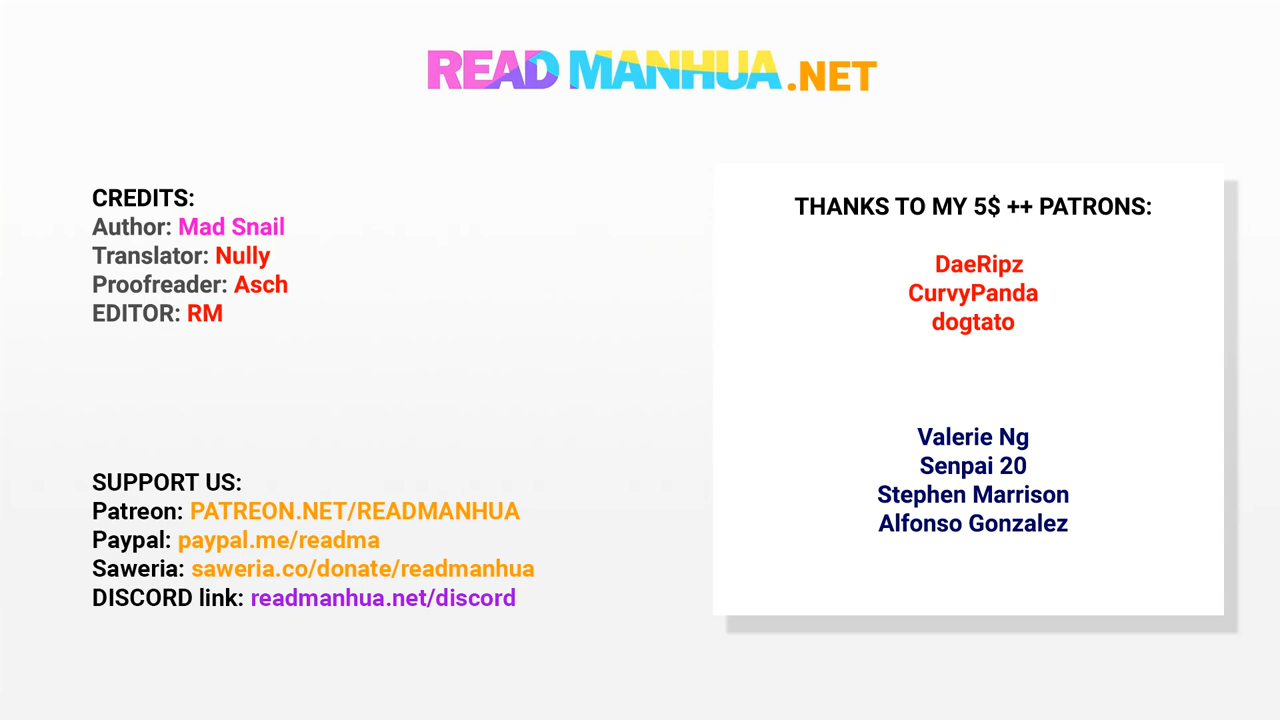 READ MANHUA .NET
CREDITS:
Author: Mad Snail
Translator: Nully
Proofreader: Asch
EDITOR: RM
SUPPORT US:
Patreon: PATREON.NET/READMANHUA
Paypal: paypal.me/readma
Saweria: saweria.co/donate/readmanhua
DISCORD link: readmanhua.net/discord
THANKS TO MY 5$ ++ PATRONS:
DaeRipz
CurvyPanda
dogtato
Valerie Ng
Senpai 20
Stephen Marrison
Alfonso Gonzalez